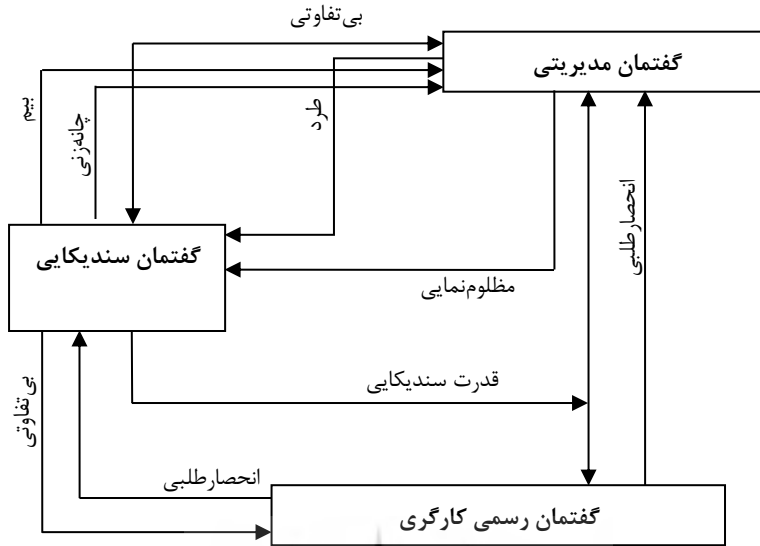 بی‌تفاوتی
گفتمان مدیریتی
بیم
چانه‌زنی
طرد
انحصارطلبی
گفتمان سندیکایی
مظلوم‌نمایی
قدرت سندیکایی
بی‌تفاوتی
انحصارطلبی
گفتمان رسمی کارگری